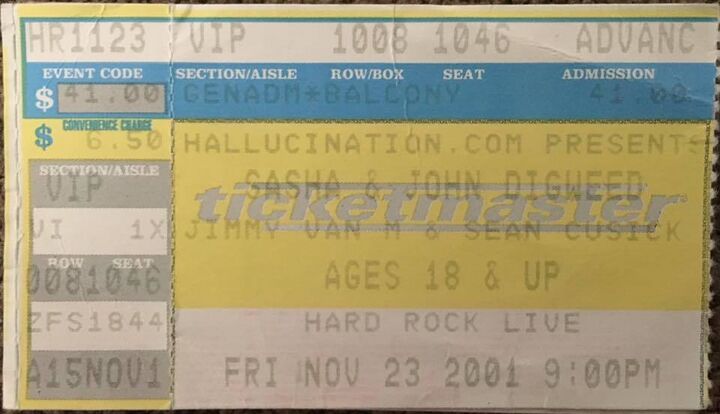 HR1123 VIP 1008 1046 ADVANC
EVENT CODE SECTION/AISLE ROW/BOX SEAT ADMISSION
$ 41.00 GENADM*BALCONY 41.00
CONVENIENCE CHARGE
$ 6.50 HALLUCINATION.COM PRESENTS
SECTION/AISLE SASHA & JOHN DIGWEED
VIP ticketmaster
VI 1X JIMMY VAN M & SEAN CUSICK
ROW SEAT AGES 18 & UP
0081046
ZFS1844 HARD ROCK LIVE
A15NOV1 FRI NOV 23 2001 9:00PM